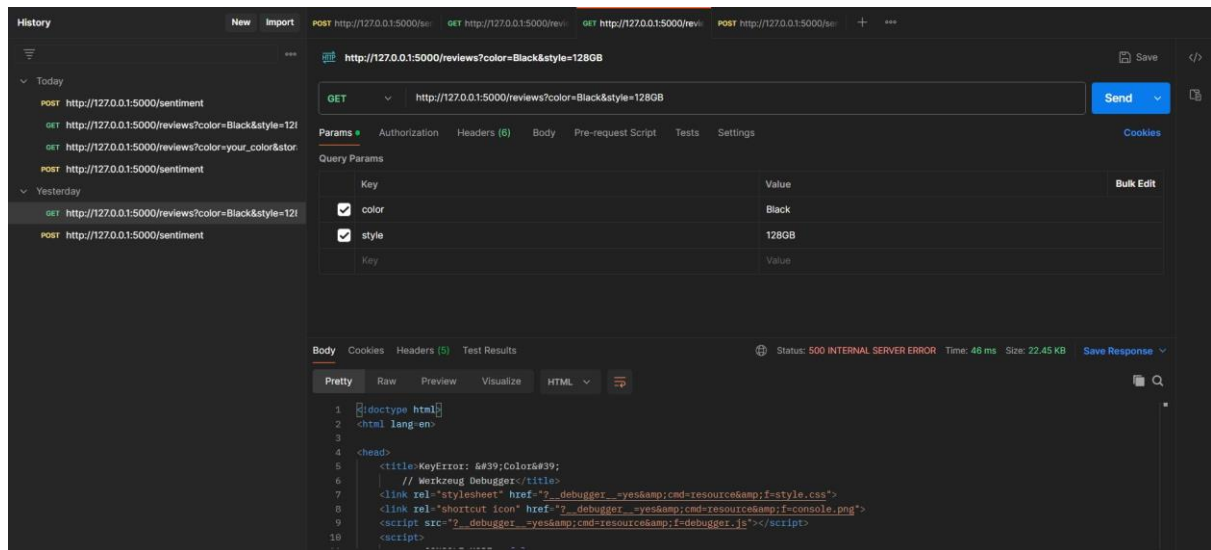 History New Import
POST http://127.0.0.1:5000/ser GET http://127.0.0.1:5000/revi GET http://127.0.0.1:5000/revie POST http://127.0.0.1:5000/ser
HTTP http://127.0.0.1:5000/reviews?color=Black&style=128GB Save
Today
POST http://127.0.0.1:5000/sentiment
GET http://127.0.0.1:5000/reviews?color=Black&style=128
GET http://127.0.0.1:5000/reviews?color=your_color&stor
POST http://127.0.0.1:5000/sentiment
Yesterday
GET http://127.0.0.1:5000/reviews?color=Black&style=128
POST http://127.0.0.1:5000/sentiment
GET http://127.0.0.1:5000/reviews?color=Black&style=128GB Send
Params Authorization Headers (6) Body Pre-request Script Tests Settings Cookies
Query Params
Key Value Bulk Edit
color Black
style 128GB
Key Value
Body Cookies Headers (5) Test Results Status: 500 INTERNAL SERVER ERROR Time: 46 ms Size: 22.45 KB Save Response
Pretty Raw Preview Visualize HTML
1 <!doctype html>
2 <html lang=en>
3
4 <head>
5 <title>KeyError: &#39;Color&#39;
6 // Werkzeug Debugger</title>
7 <link rel="stylesheet" href="?__debugger__=yes&amp;cmd=resource&amp;f=style.css">
8 <link rel="shortcut icon" href="?__debugger__=yes&amp;cmd=resource&amp;f=console.png">
9 <script src="?__debugger__=yes&amp;cmd=resource&amp;f=debugger.js"></script>
10 <script>